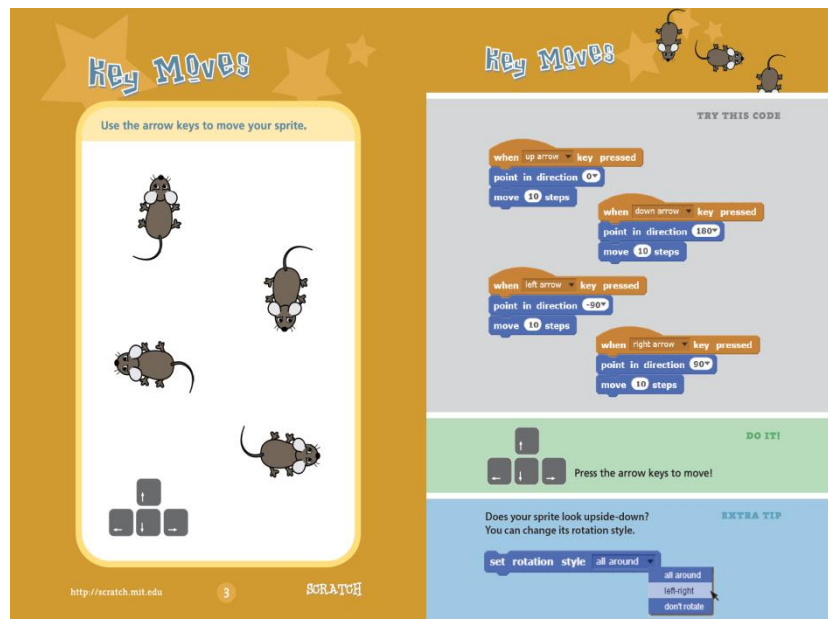 Key Moves
Use the arrow keys to move your sprite.
http://scratch.mit.edu
3
SCRATCH
Key Moves
TRY THIS CODE
when up arrow key pressed
point in direction 0
move 10 steps
when down arrow key pressed
point in direction 180
move 10 steps
when left arrow key pressed
point in direction -90
move 10 steps
when right arrow key pressed
point in direction 90
move 10 steps
DO IT!
Press the arrow keys to move!
EXTRA TIP
Does your sprite look upside-down?
You can change its rotation style.
set rotation style all around
all around
left-right
don't rotate